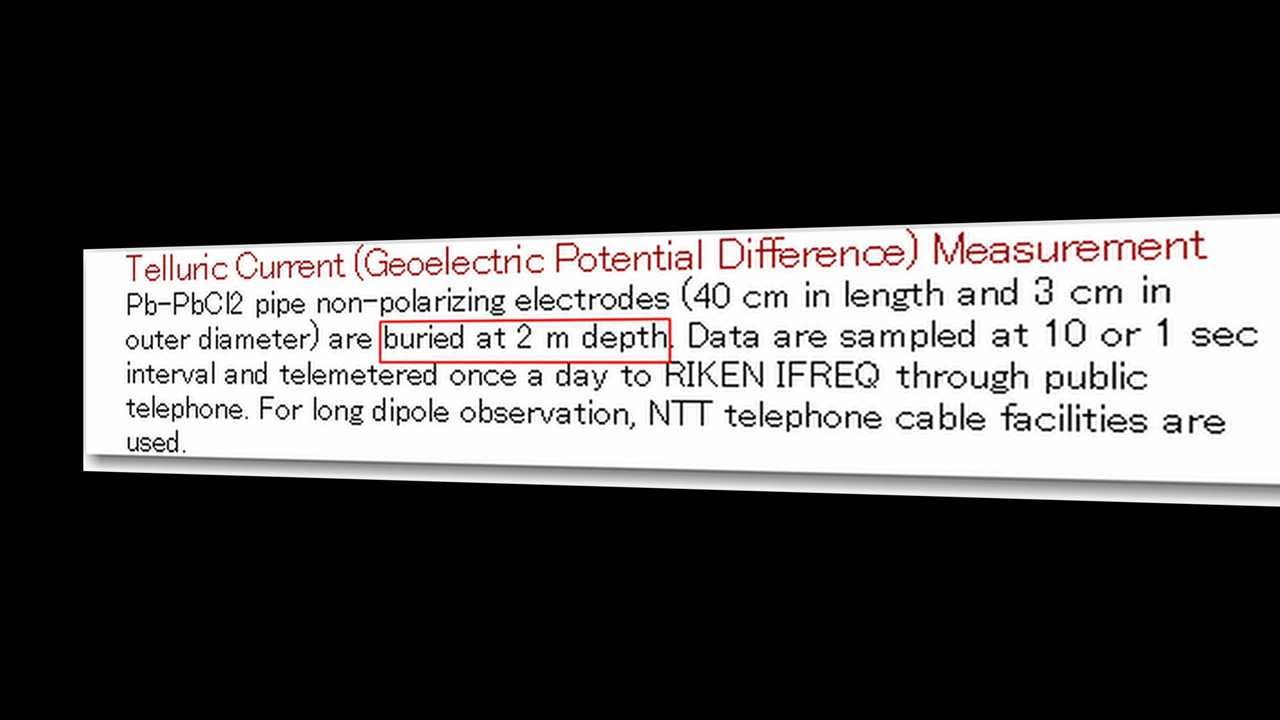 Telluric Current (Geoelectric Potential Difference) Measurement
Pb-PbCl2 pipe non-polarizing electrodes (40 cm in length and 3 cm in
outer diameter) are buried at 2 m depth. Data are sampled at 10 or 1 sec
interval and telemetered once a day to RIKEN IFREQ through public
telephone. For long dipole observation, NTT telephone cable facilities are
used.